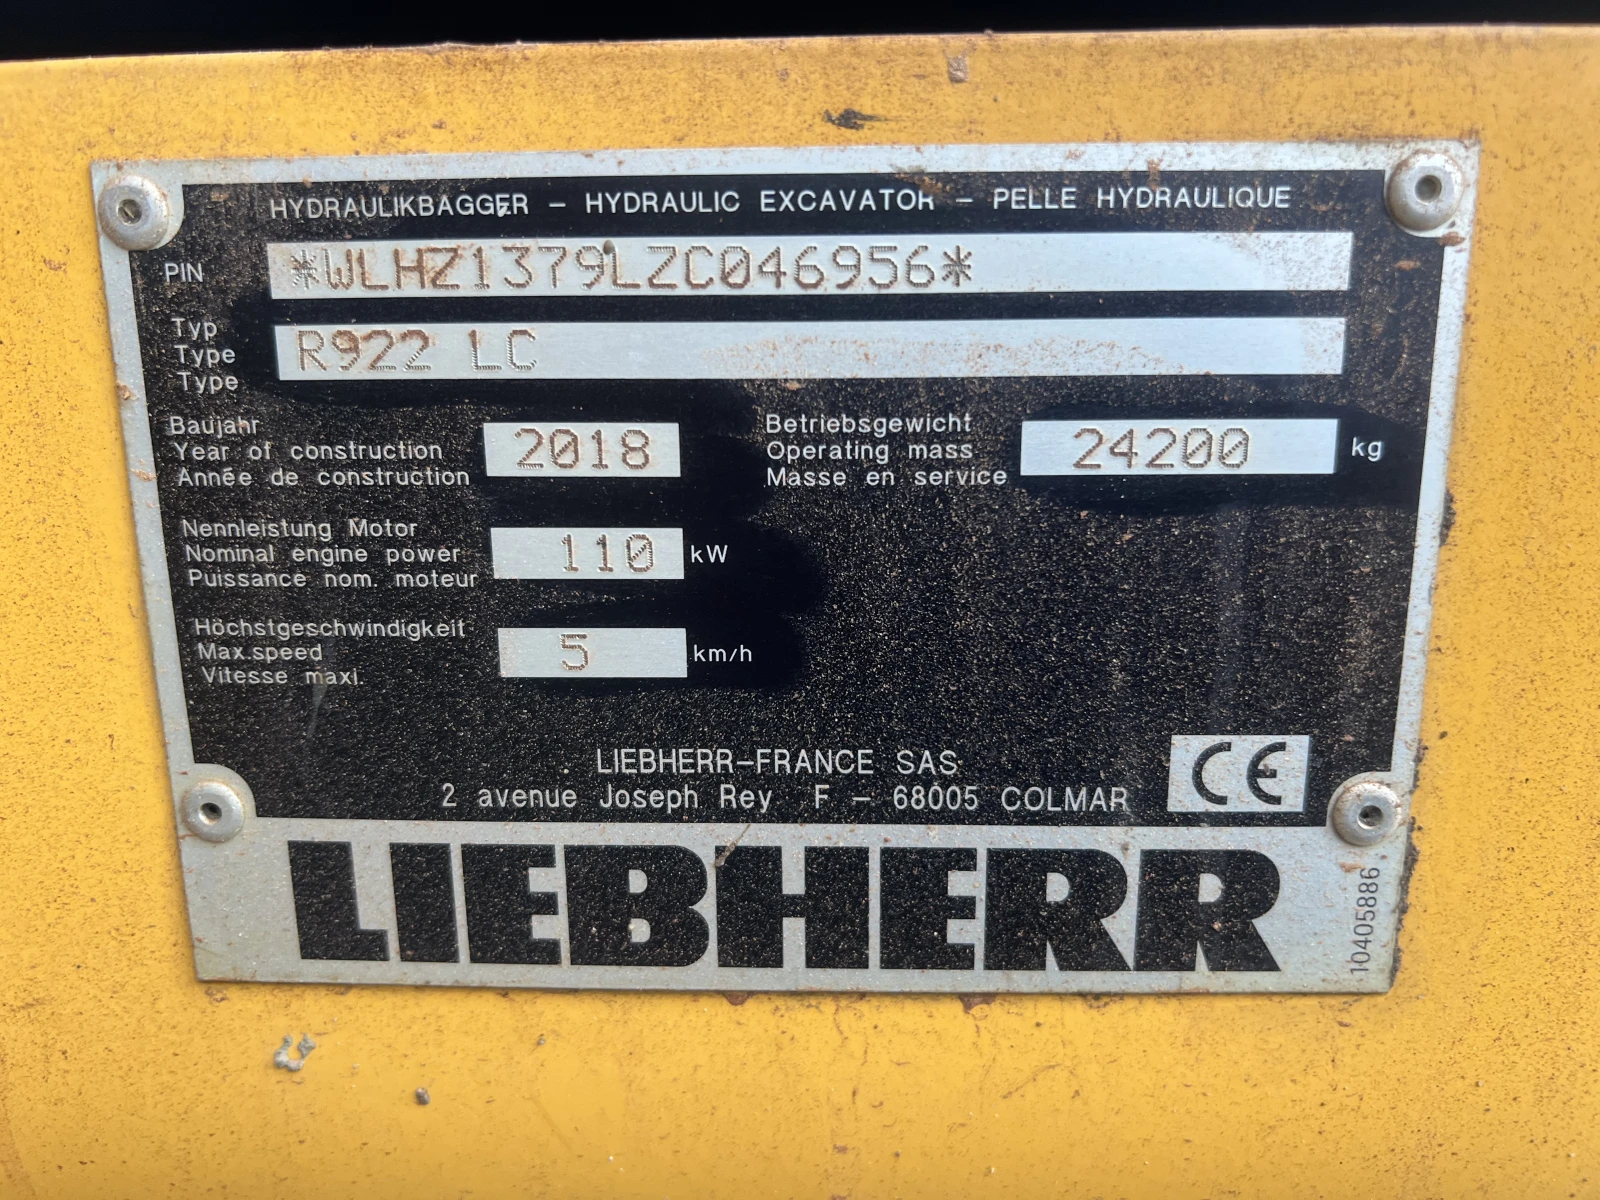 HYDRAULIKBAGGER – HYDRAULIC EXCAVATOR – PELLE HYDRAULIQUE
PIN *WLHZ1379LZC046956*
Typ
Type R922 LC
Type
Baujahr
Year of construction 2018
Année de construction
Betriebsgewicht
Operating mass 24200 kg
Masse en service
Nennleistung Motor
Nominal engine power 110 kW
Puissance nom. moteur
Höchstgeschwindigkeit
Max.speed 5 km/h
Vitesse maxi.
LIEBHERR-FRANCE SAS
2 avenue Joseph Rey F – 68005 COLMAR
CE
LIEBHERR
10405886